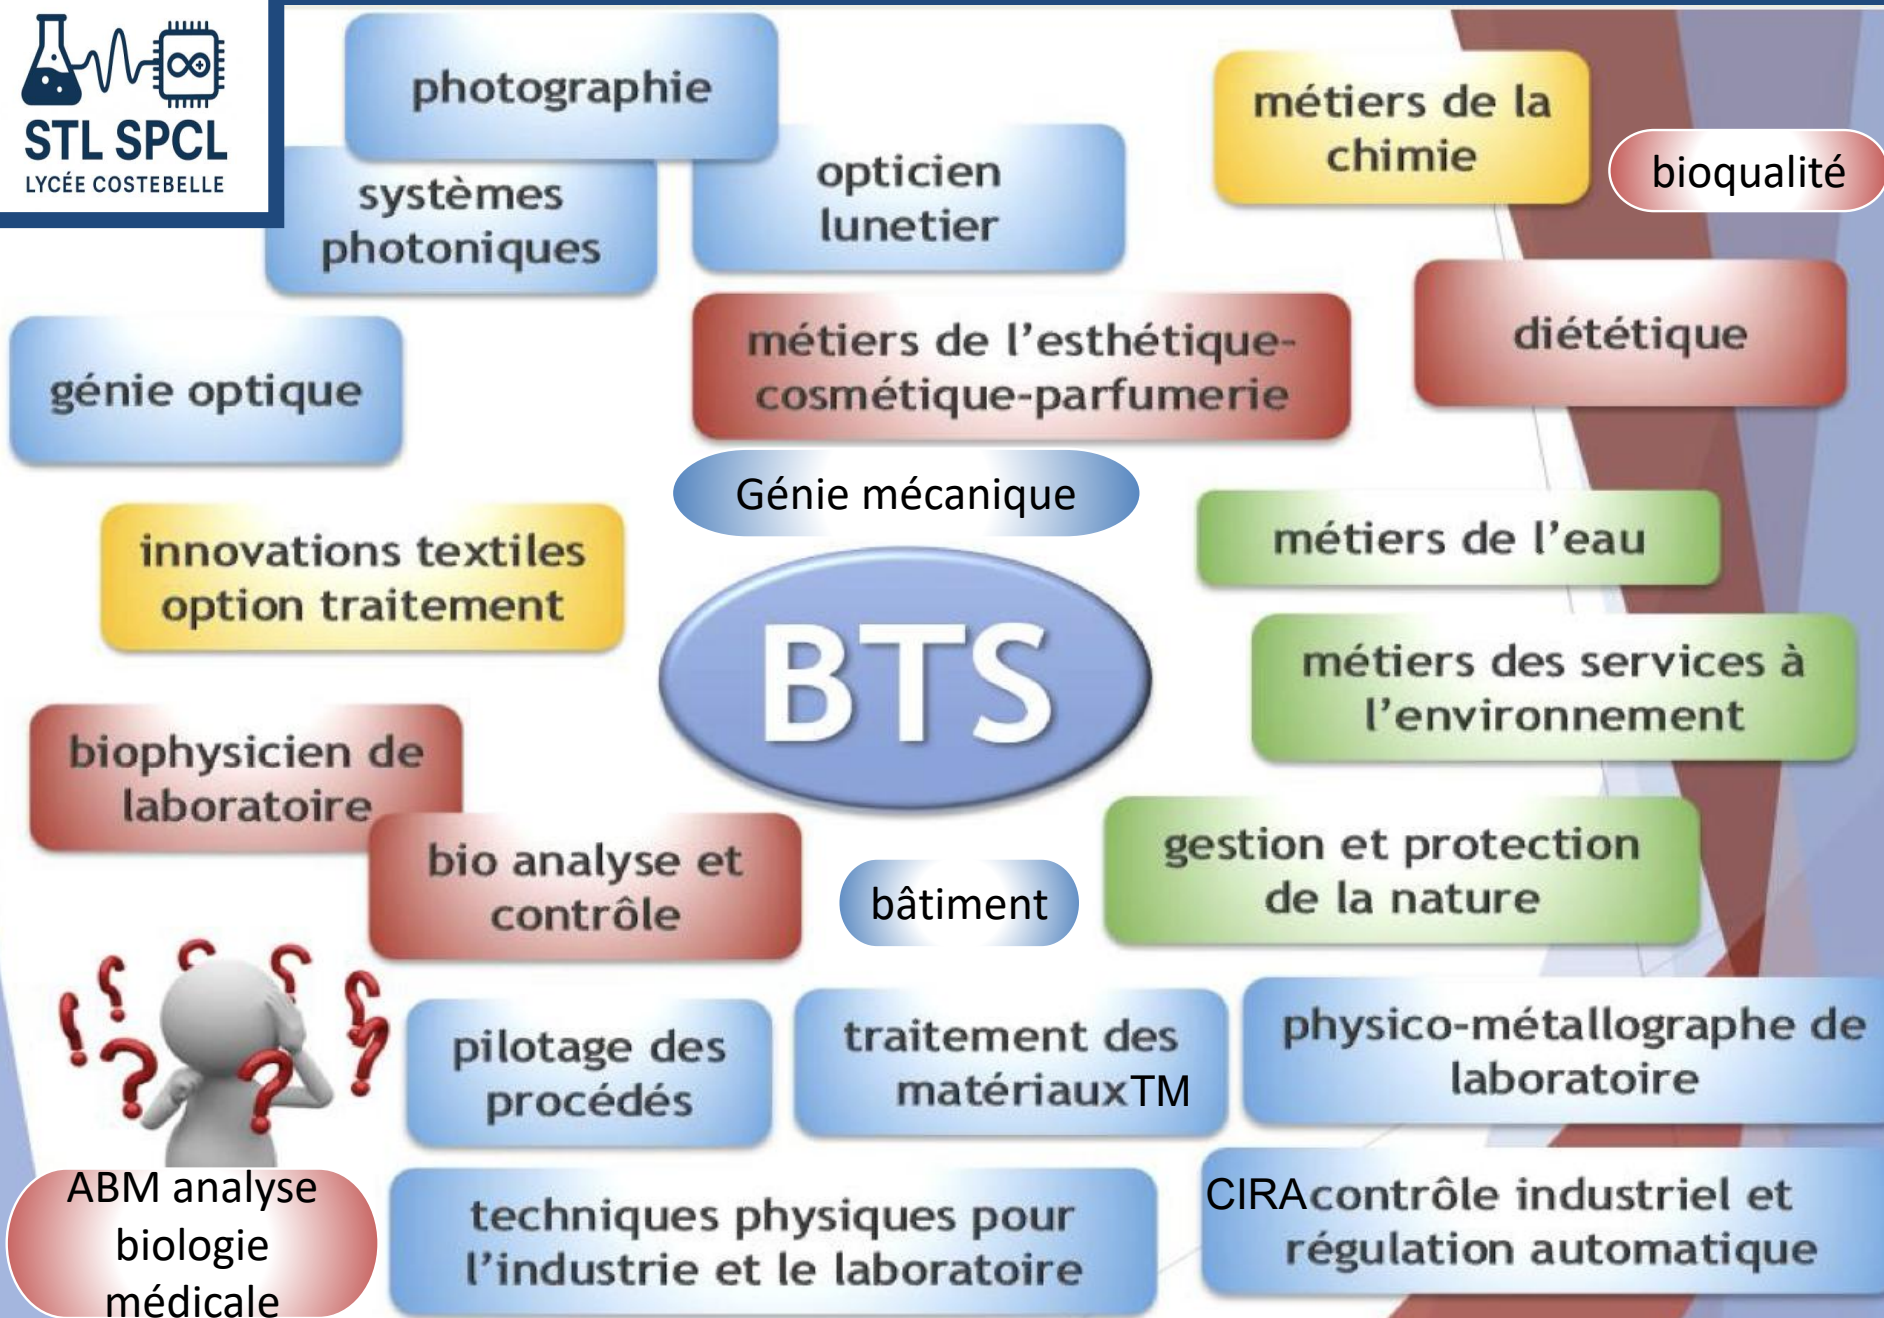 STL SPCL
LYCÉE COSTEBELLE
photographie
systèmes
photoniques
opticien
lunetier
métiers de la
chimie
bioqualité
génie optique
métiers de l'esthétique-
cosmétique-parfumerie
diététique
Génie mécanique
innovations textiles
option traitement
BTS
métiers de l'eau
métiers des services à
l'environnement
biophysicien de
laboratoire
bio analyse et
contrôle
bâtiment
gestion et protection
de la nature
pilotage des
procédés
traitement des
matériauxTM
physico-métallographe de
laboratoire
ABM analyse
biologie
médicale
techniques physiques pour
l'industrie et le laboratoire
CIRA contrôle industriel et
régulation automatique